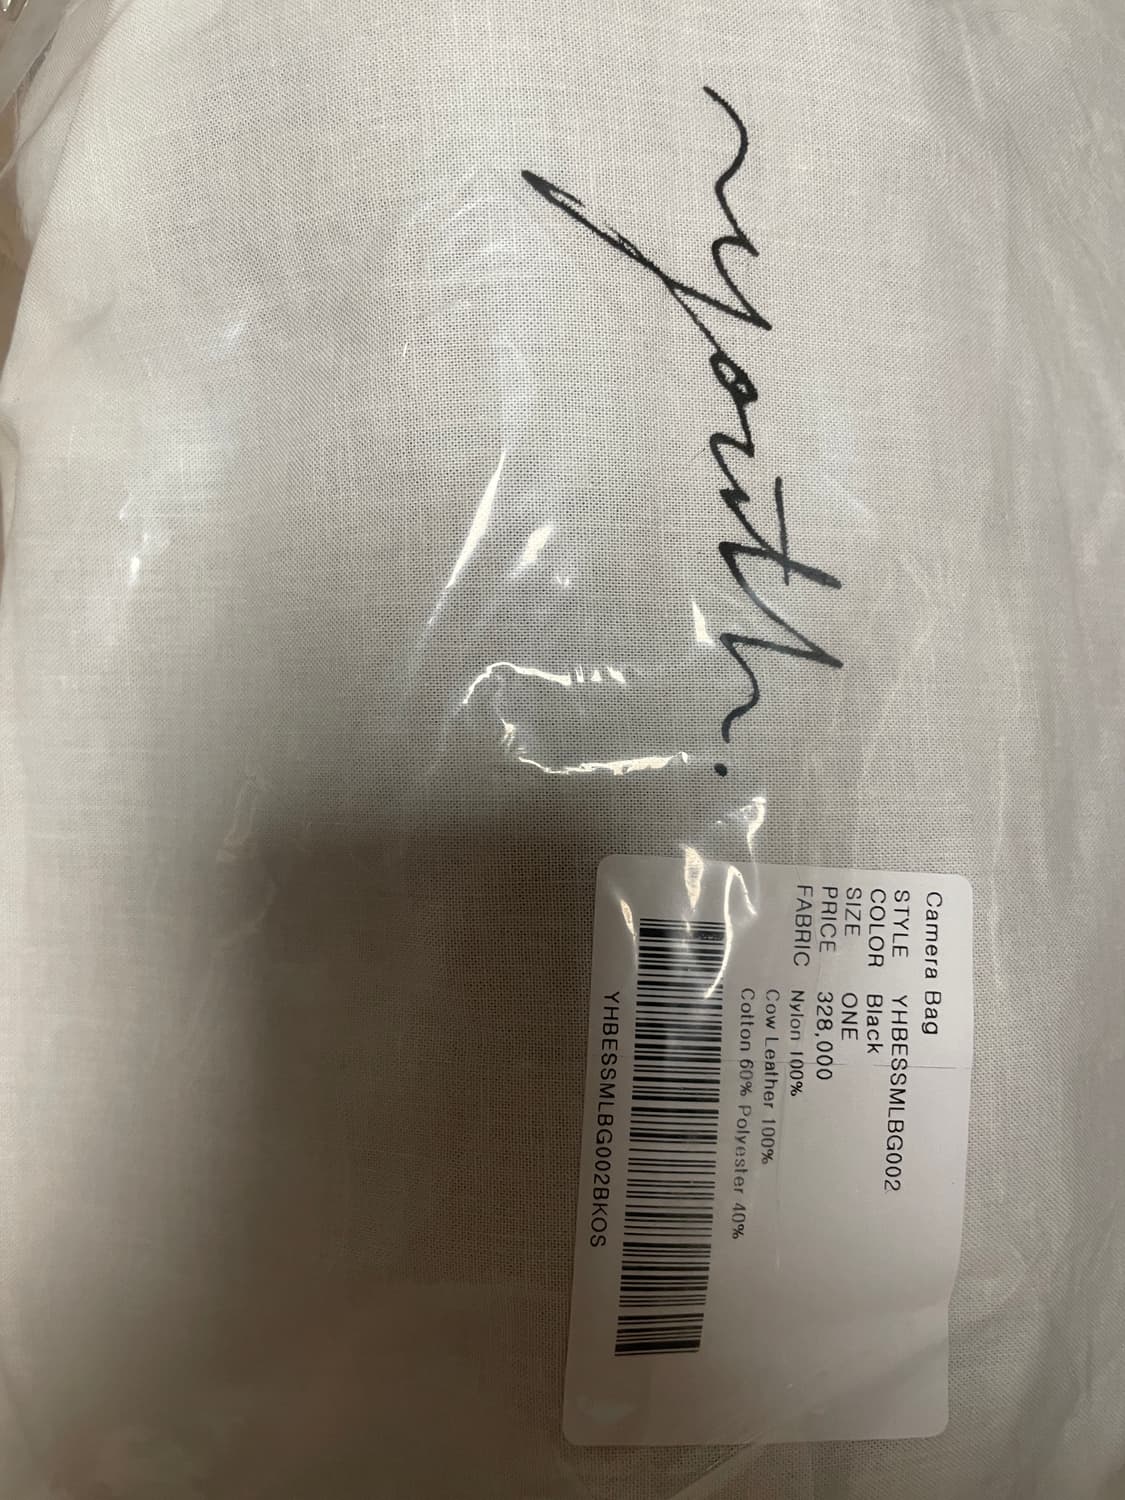 youth.
Camera Bag
STYLE YHBESSMLBG002
COLOR Black
SIZE ONE
PRICE 328,000
FABRIC Nylon 100%
Cow Leather 100%
Cotton 60% Polyester 40%
YHBESSMLBG002BKOS